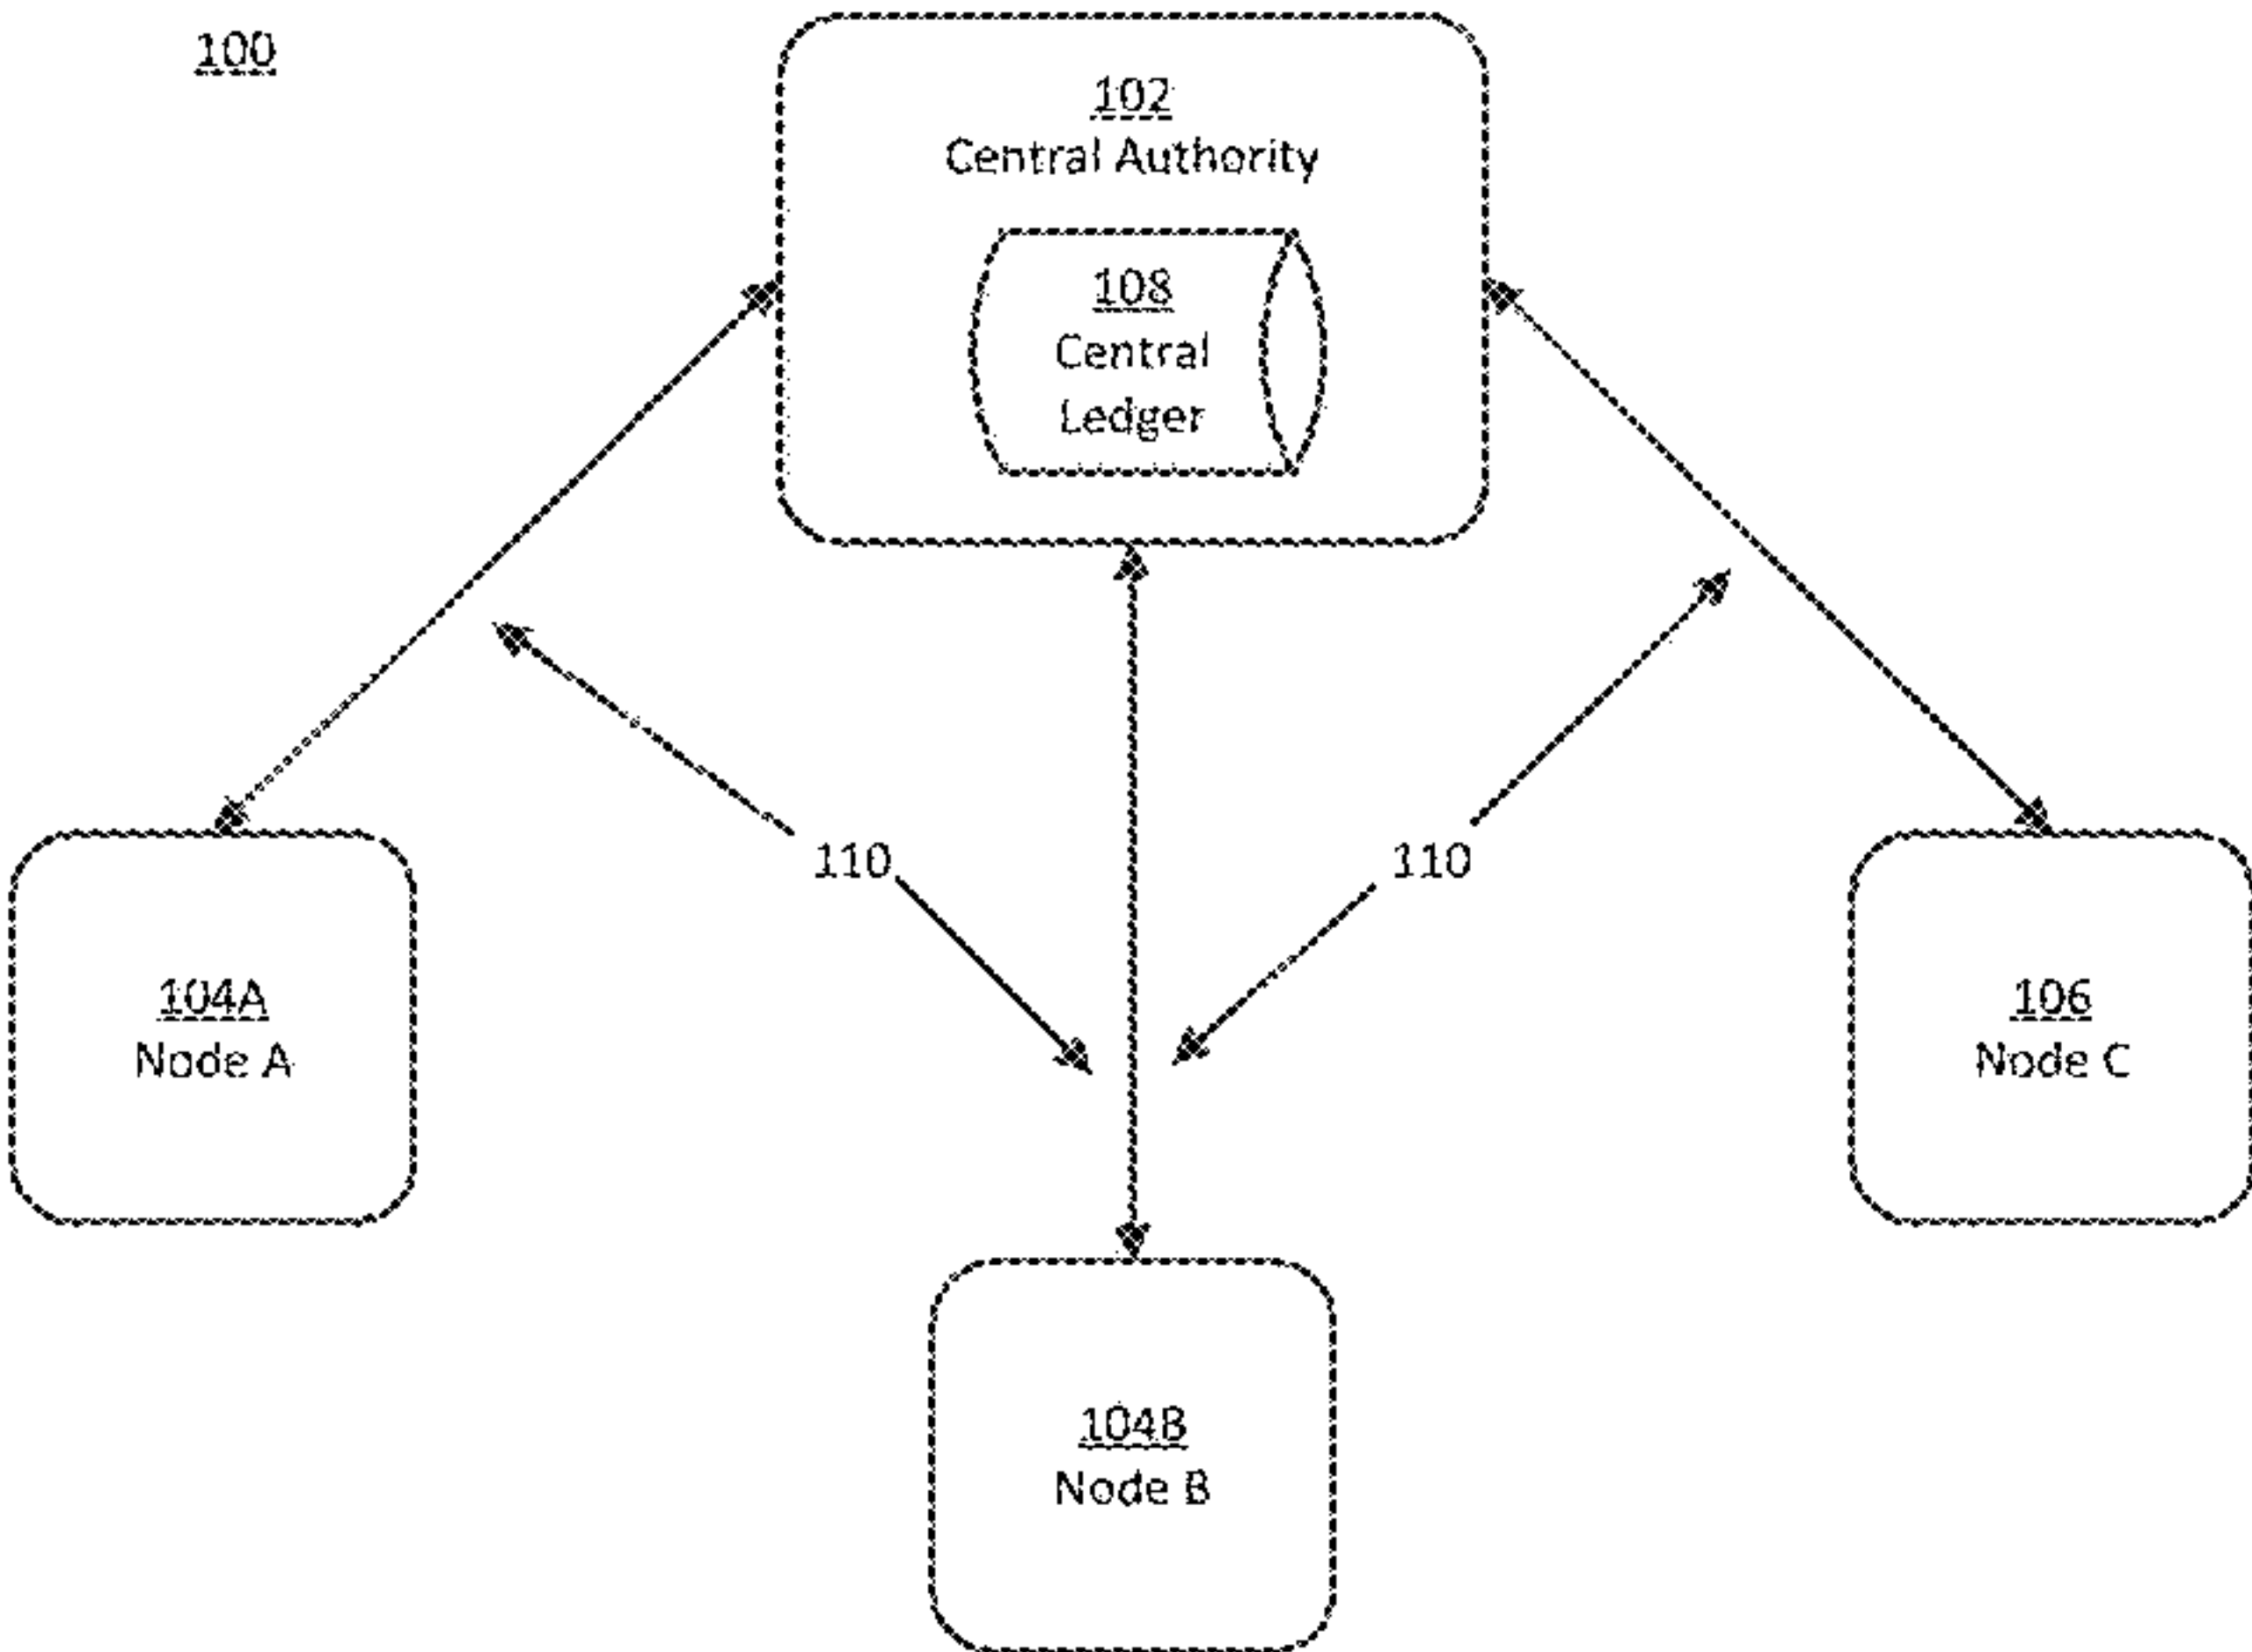 100
102
Central Authority
108
Central
Ledger
110
110
104A
Node A
106
Node C
104B
Node B